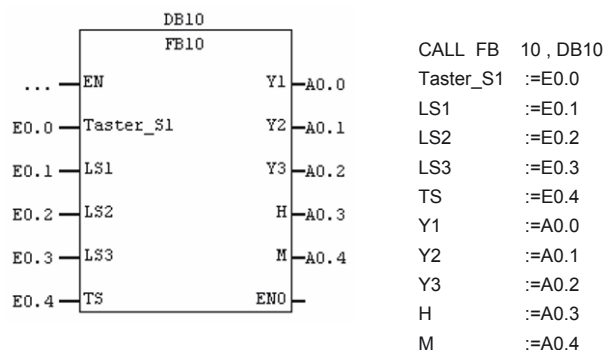 DB10
FB10
... EN Y1 A0.0
E0.0 Taster_S1 Y2 A0.1
E0.1 LS1 Y3 A0.2
E0.2 LS2 H A0.3
E0.3 LS3 M A0.4
E0.4 TS ENO
CALL FB 10 , DB10
Taster_S1 :=E0.0
LS1 :=E0.1
LS2 :=E0.2
LS3 :=E0.3
TS :=E0.4
Y1 :=A0.0
Y2 :=A0.1
Y3 :=A0.2
H :=A0.3
M :=A0.4